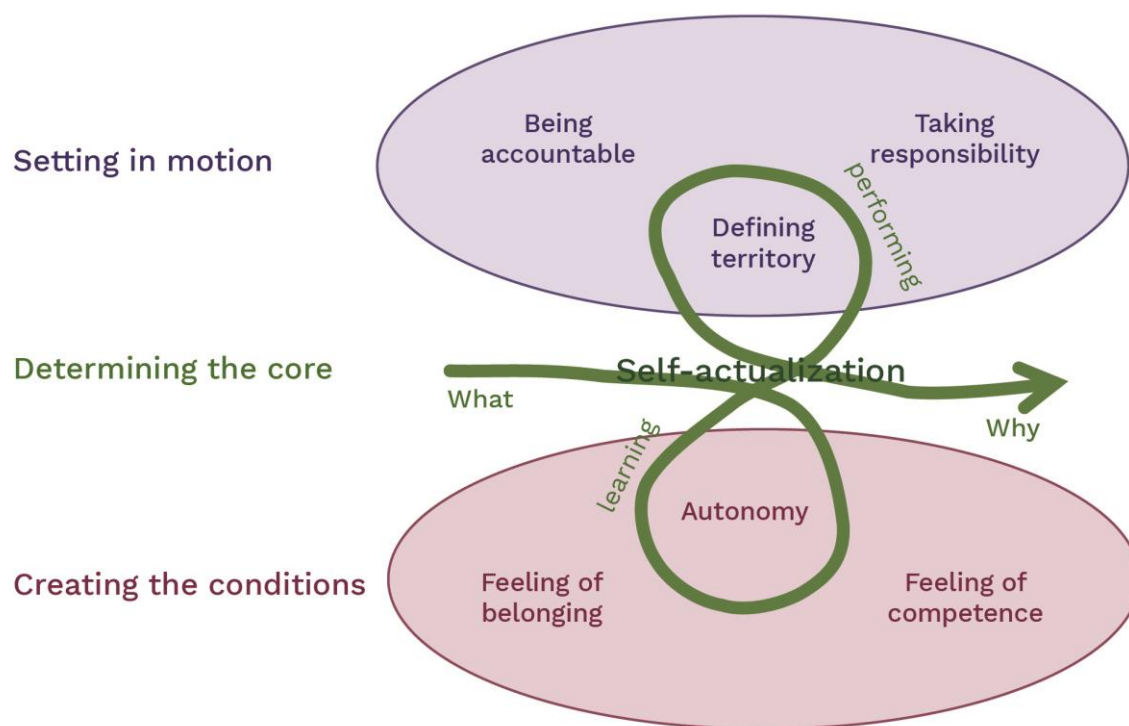 Being
accountable
Taking
responsibility
Setting in motion
performing
Defining
territory
Determining the core
Self-actualization
What
Why
learning
Autonomy
Creating the conditions
Feeling of
belonging
Feeling of
competence